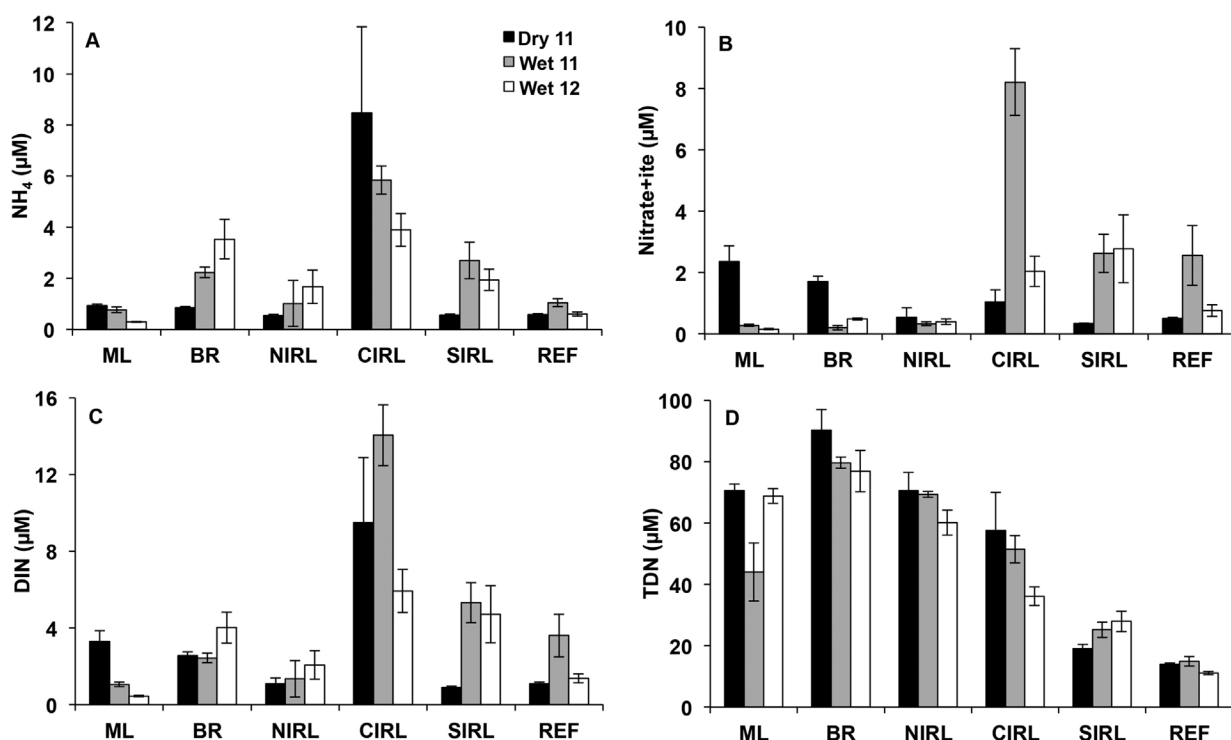 A
Dry 11
Wet 11
Wet 12
NH₄ (µM)
12
10
8
6
4
2
0
ML BR NIRL CIRL SIRL REF
B
Nitrate+ite (µM)
10
8
6
4
2
0
ML BR NIRL CIRL SIRL REF
C
DIN (µM)
16
12
8
4
0
ML BR NIRL CIRL SIRL REF
D
TDN (µM)
100
80
60
40
20
0
ML BR NIRL CIRL SIRL REF